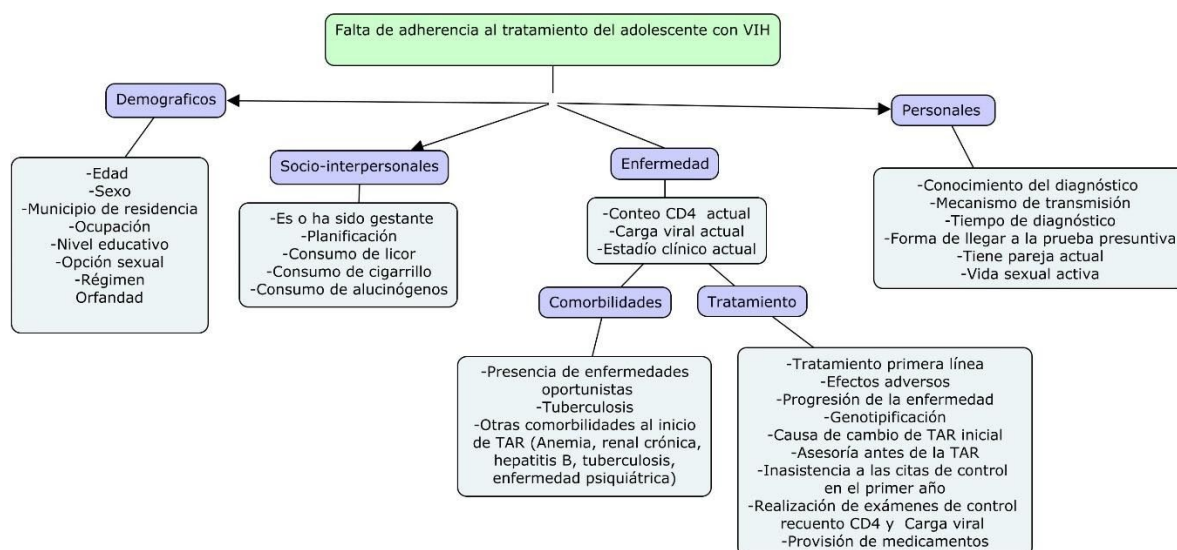 Falta de adherencia al tratamiento del adolescente con VIH
Demograficos
-Edad
-Sexo
-Municipio de residencia
-Ocupación
-Nivel educativo
-Opción sexual
-Régimen
Orfandad
Socio-interpersonales
-Es o ha sido gestante
-Planificación
-Consumo de licor
-Consumo de cigarrillo
-Consumo de alucinógenos
Enfermedad
-Conteo CD4 actual
-Carga viral actual
-Estadío clínico actual
Comorbilidades
-Presencia de enfermedades
oportunistas
-Tuberculosis
-Otras comorbilidades al inicio
de TAR (Anemia, renal crónica,
hepatitis B, tuberculosis,
enfermedad psiquiátrica)
Tratamiento
-Tratamiento primera línea
-Efectos adversos
-Progresión de la enfermedad
-Genotipificación
-Causa de cambio de TAR inicial
-Asesoría antes de la TAR
-Inasistencia a las citas de control
en el primer año
-Realización de exámenes de control
recuento CD4 y Carga viral
-Provisión de medicamentos
Personales
-Conocimiento del diagnóstico
-Mecanismo de transmisión
-Tiempo de diagnóstico
-Forma de llegar a la prueba presuntiva
-Tiene pareja actual
-Vida sexual activa